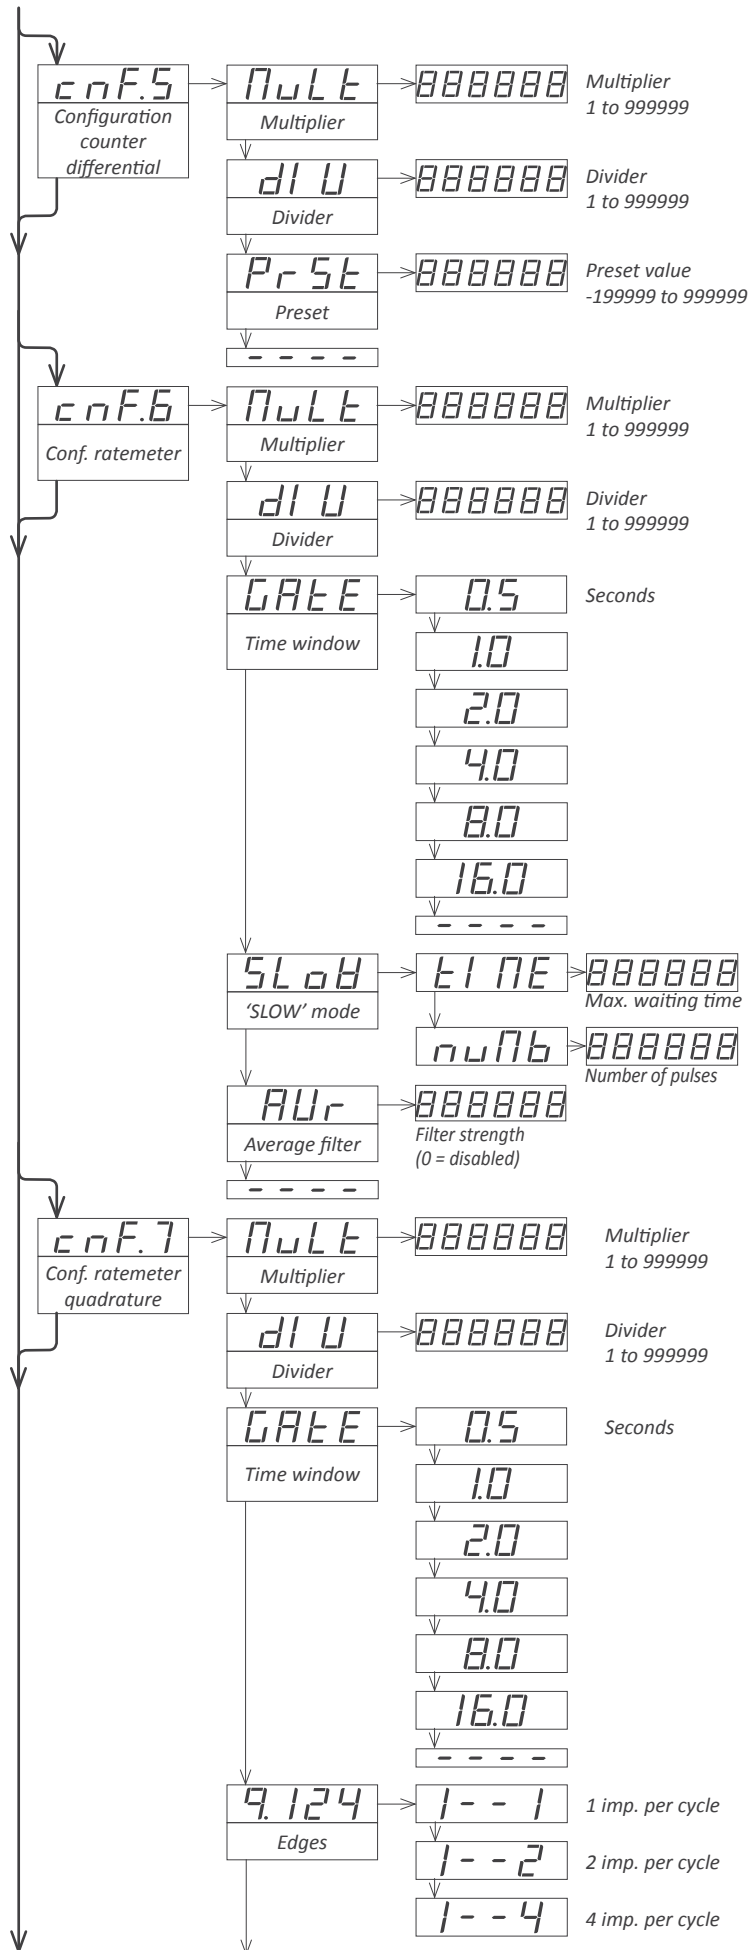 cnF.5
Configuration
counter
differential
MuLt
Multiplier
888888
Multiplier
1 to 999999
dIV
Divider
888888
Divider
1 to 999999
PrSt
Preset
888888
Preset value
-199999 to 999999
- - - -
cnF.6
Conf. ratemeter
MuLt
Multiplier
888888
Multiplier
1 to 999999
dIV
Divider
888888
Divider
1 to 999999
GAtE
Time window
0.5
Seconds
1.0
2.0
4.0
8.0
16.0
- - - -
SLoW
‘SLOW’ mode
tIME
888888
Max. waiting time
nuMb
888888
Number of pulses
AVr
Average filter
888888
Filter strength
(0 = disabled)
- - - -
cnF.7
Conf. ratemeter
quadrature
MuLt
Multiplier
888888
Multiplier
1 to 999999
dIV
Divider
888888
Divider
1 to 999999
GAtE
Time window
0.5
Seconds
1.0
2.0
4.0
8.0
16.0
- - - -
q.124
Edges
1--1
1 imp. per cycle
1--2
2 imp. per cycle
1--4
4 imp. per cycle